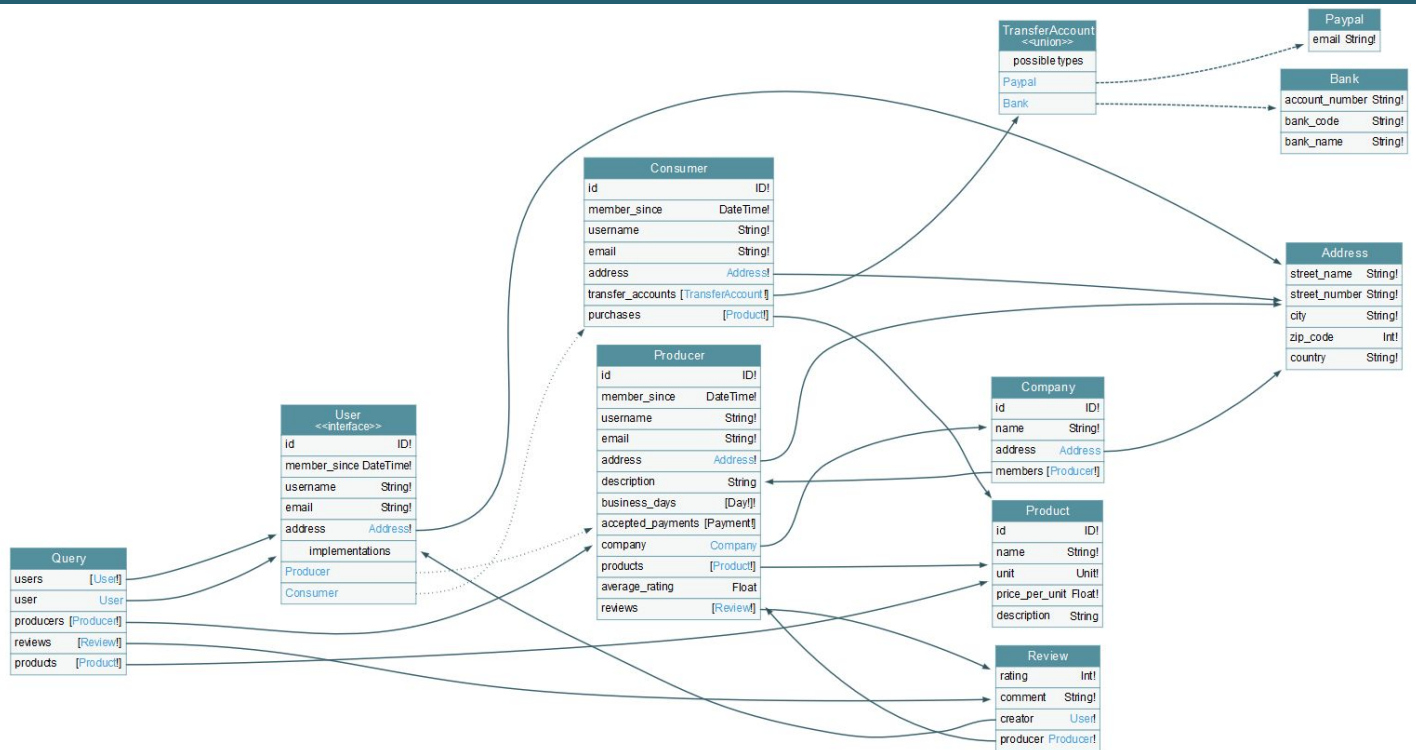 Paypal
email String!
TransferAccount
<<union>>
possible types
Paypal
Bank
Bank
account_number String!
bank_code String!
bank_name String!
Consumer
id ID!
member_since DateTime!
username String!
email String!
address Address!
transfer_accounts [TransferAccount!]
purchases [Product!]
Address
street_name String!
street_number String!
city String!
zip_code Int!
country String!
Producer
id ID!
member_since DateTime!
username String!
email String!
address Address!
description String
business_days [Day!]!
accepted_payments [Payment!]
company Company
products [Product!]
average_rating Float
reviews [Review!]
Company
id ID!
name String!
address Address
members [Producer!]
User
<<interface>>
id ID!
member_since DateTime!
username String!
email String!
address Address!
implementations
Producer
Consumer
Product
id ID!
name String!
unit Unit!
price_per_unit Float!
description String
Query
users [User!]
user User
producers [Producer!]
reviews [Review!]
products [Product!]
Review
rating Int!
comment String!
creator User!
producer Producer!